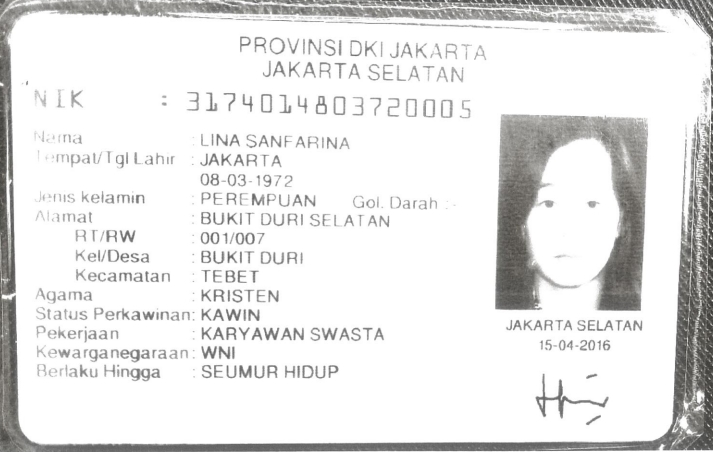 PROVINSI DKI JAKARTA
JAKARTA SELATAN
NIK : 3174014803720005
Nama : LINA SANFARINA
Tempat/Tgl Lahir : JAKARTA
08-03-1972
Jenis kelamin : PEREMPUAN Gol. Darah :-
Alamat : BUKIT DURI SELATAN
RT/RW : 001/007
Kel/Desa : BUKIT DURI
Kecamatan : TEBET
Agama : KRISTEN
Status Perkawinan: KAWIN
Pekerjaan : KARYAWAN SWASTA
Kewarganegaraan: WNI
Berlaku Hingga : SEUMUR HIDUP
JAKARTA SELATAN
15-04-2016